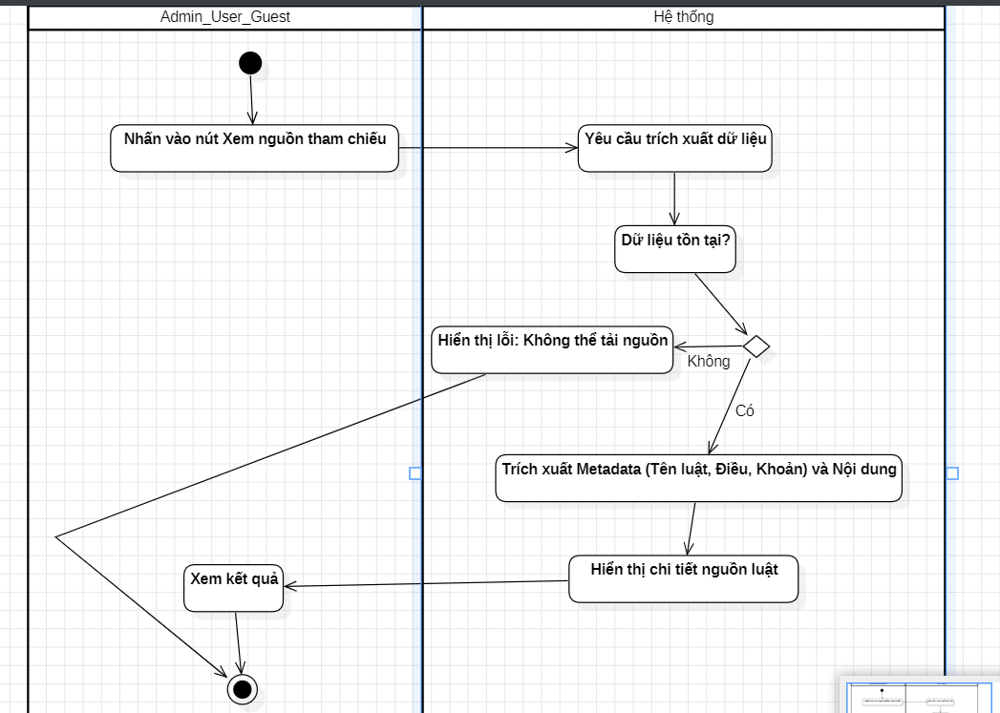 Admin_User_Guest
Hệ thống
Nhấn vào nút Xem nguồn tham chiếu
Yêu cầu trích xuất dữ liệu
Dữ liệu tồn tại?
Hiển thị lỗi: Không thể tải nguồn
Không
Có
Trích xuất Metadata (Tên luật, Điều, Khoản) và Nội dung
Hiển thị chi tiết nguồn luật
Xem kết quả